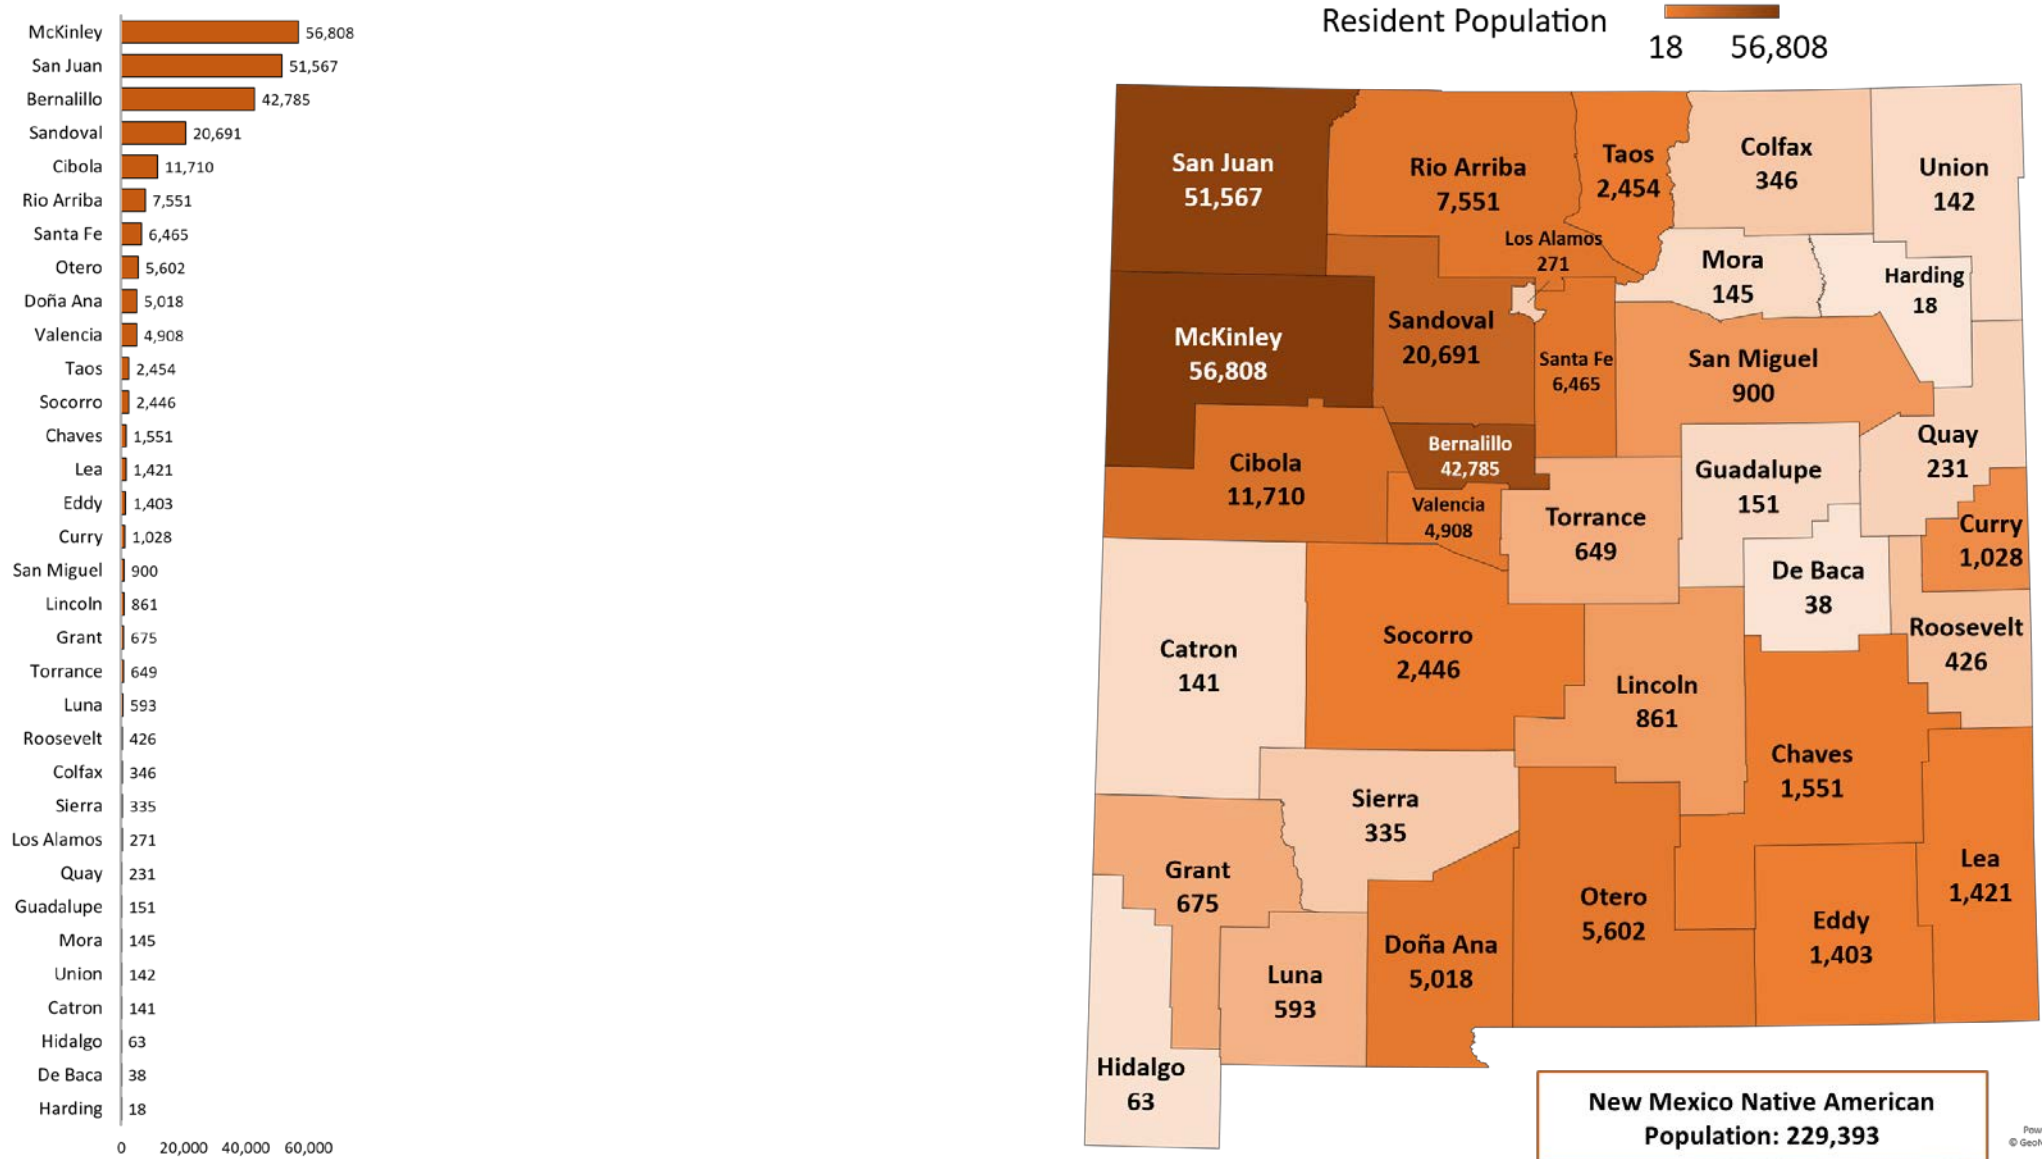 McKinley 56,808
San Juan 51,567
Bernalillo 42,785
Sandoval 20,691
Cibola 11,710
Rio Arriba 7,551
Santa Fe 6,465
Otero 5,602
Doña Ana 5,018
Valencia 4,908
Taos 2,454
Socorro 2,446
Chaves 1,551
Lea 1,421
Eddy 1,403
Curry 1,028
San Miguel 900
Lincoln 861
Grant 675
Torrance 649
Luna 593
Roosevelt 426
Colfax 346
Sierra 335
Los Alamos 271
Quay 231
Guadalupe 151
Mora 145
Union 142
Catron 141
Hidalgo 63
De Baca 38
Harding 18
0 20,000 40,000 60,000
Resident Population
18 56,808
San Juan
51,567
Rio Arriba
7,551
Taos
2,454
Colfax
346
Union
142
Los Alamos
271
Mora
145
Harding
18
McKinley
56,808
Sandoval
20,691
Santa Fe
6,465
San Miguel
900
Quay
231
Bernalillo
42,785
Cibola
11,710
Valencia
4,908
Torrance
649
Guadalupe
151
Curry
1,028
De Baca
38
Roosevelt
426
Catron
141
Socorro
2,446
Lincoln
861
Chaves
1,551
Sierra
335
Grant
675
Luna
593
Doña Ana
5,018
Otero
5,602
Eddy
1,403
Lea
1,421
Hidalgo
63
New Mexico Native American
Population: 229,393
Pow
© GeoN